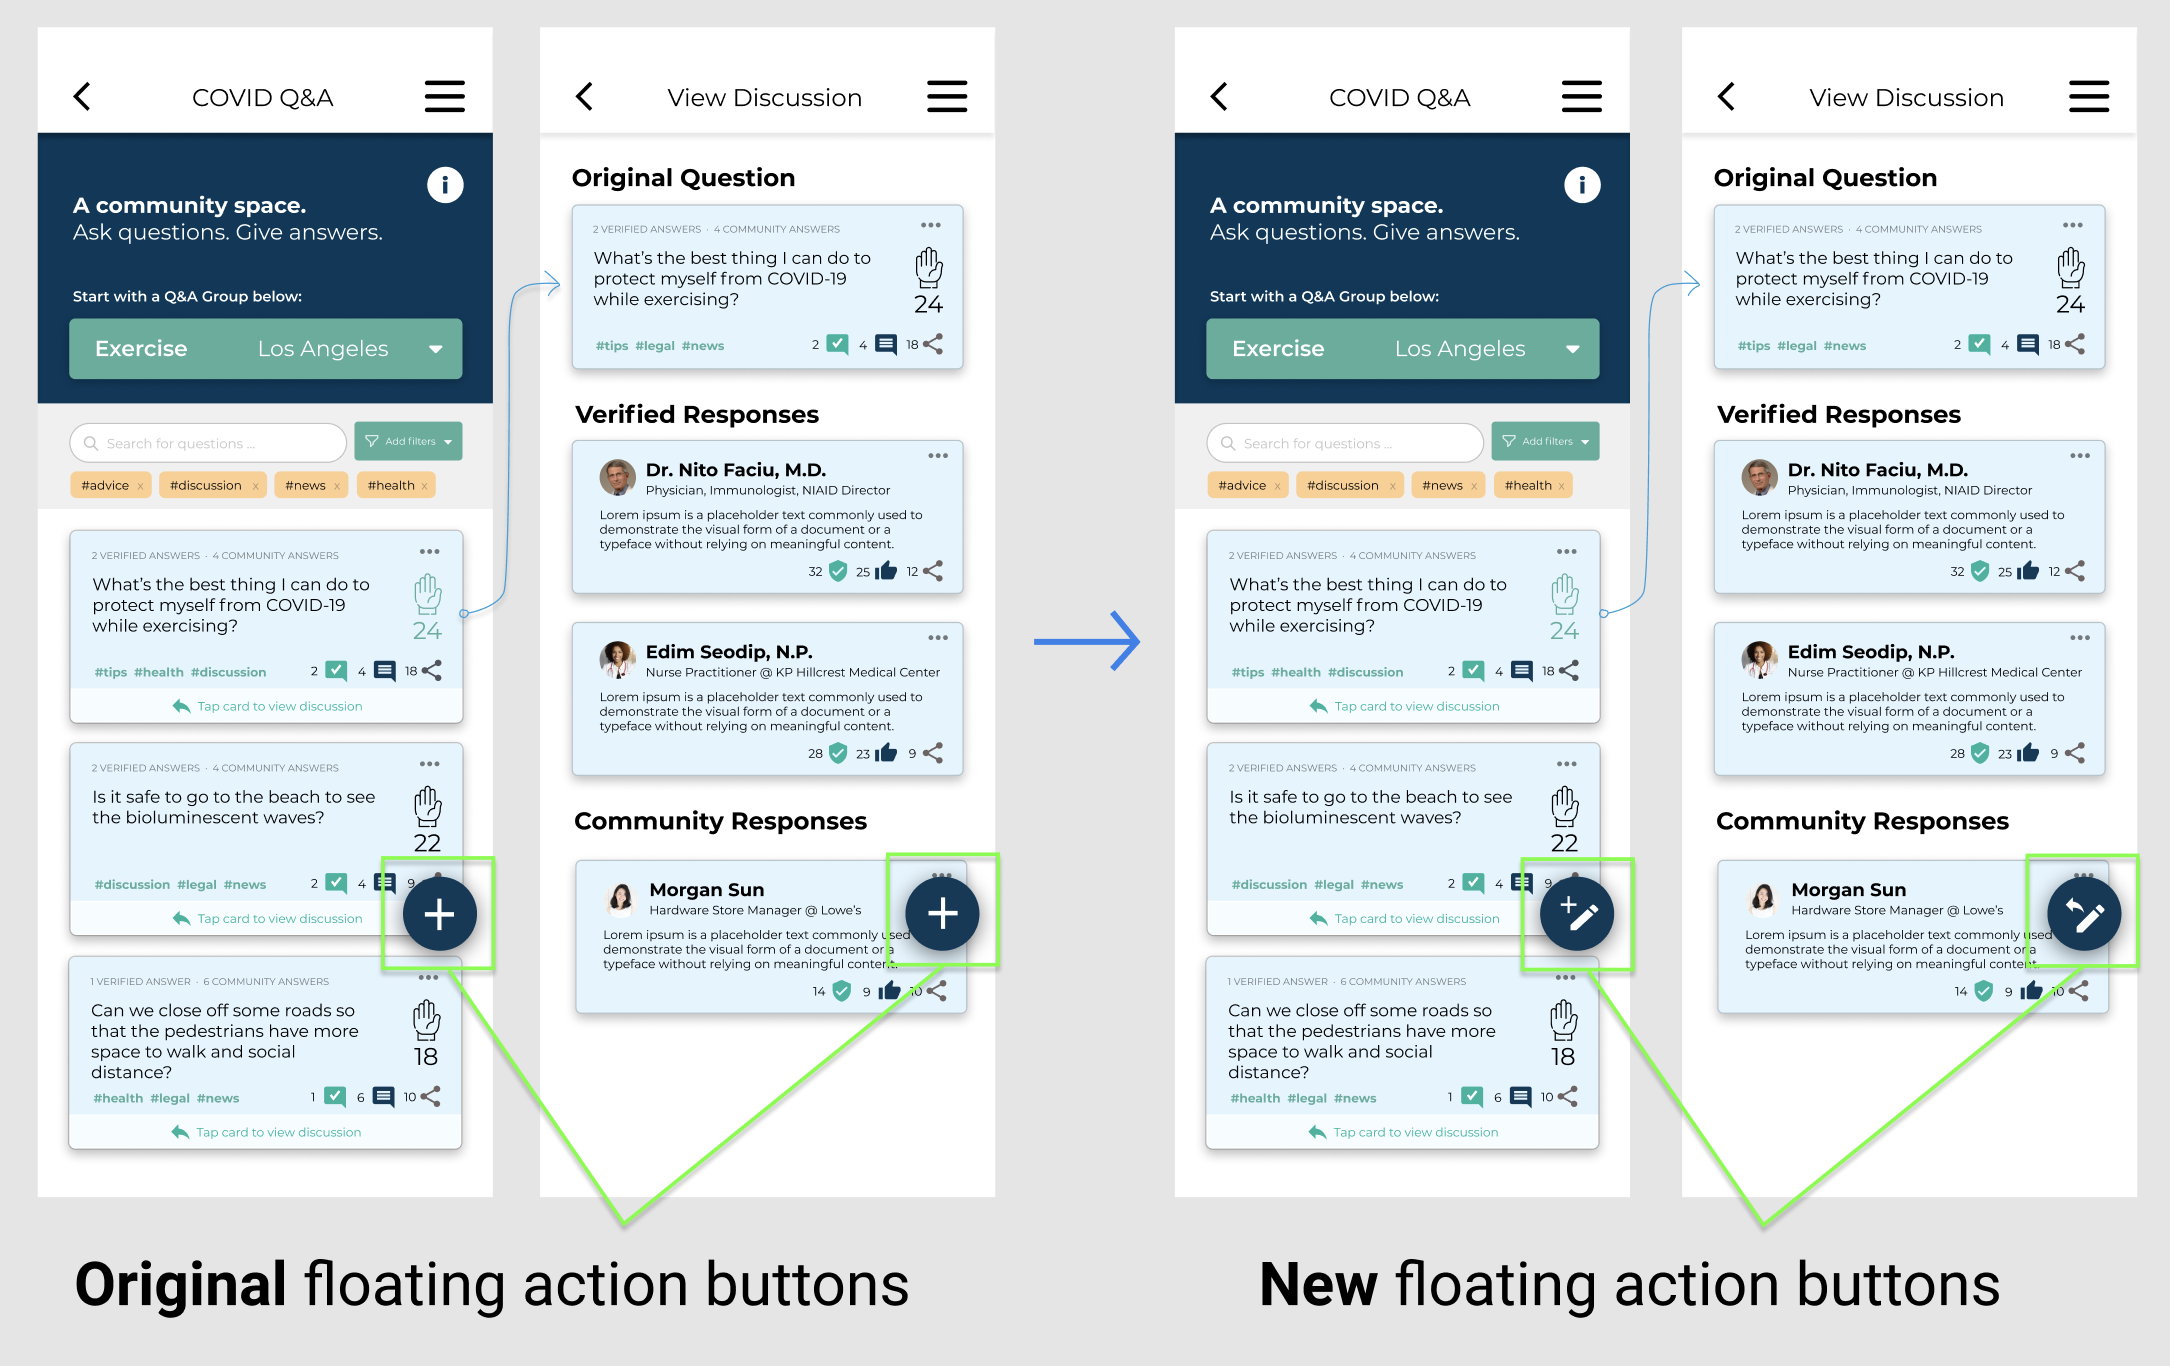 COVID Q&A
A community space.
Ask questions. Give answers.
Start with a Q&A Group below:
Exercise Los Angeles
Search for questions ... Add filters
#advice x #discussion x #news x #health x
2 VERIFIED ANSWERS · 4 COMMUNITY ANSWERS
What's the best thing I can do to
protect myself from COVID-19
while exercising?
24
#tips #health #discussion 2 4 18
Tap card to view discussion
2 VERIFIED ANSWERS · 4 COMMUNITY ANSWERS
Is it safe to go to the beach to see
the bioluminescent waves?
22
#discussion #legal #news 2 4 9
Tap card to view discussion
1 VERIFIED ANSWER · 6 COMMUNITY ANSWERS
Can we close off some roads so
that the pedestrians have more
space to walk and social
distance?
18
#health #legal #news 1 6 10
Tap card to view discussion
View Discussion
Original Question
2 VERIFIED ANSWERS · 4 COMMUNITY ANSWERS
What's the best thing I can do to
protect myself from COVID-19
while exercising?
24
#tips #legal #news 2 4 18
Verified Responses
Dr. Nito Faciu, M.D.
Physician, Immunologist, NIAID Director
Lorem ipsum is a placeholder text commonly used to
demonstrate the visual form of a document or a
typeface without relying on meaningful content.
32 25 12
Edim Seodip, N.P.
Nurse Practitioner @ KP Hillcrest Medical Center
Lorem ipsum is a placeholder text commonly used to
demonstrate the visual form of a document or a
typeface without relying on meaningful content.
28 23 9
Community Responses
Morgan Sun
Hardware Store Manager @ Lowe's
Lorem ipsum is a placeholder text commonly used
demonstrate the visual form of a document or a
typeface without relying on meaningful content.
14 9 10
Original floating action buttons
COVID Q&A
A community space.
Ask questions. Give answers.
Start with a Q&A Group below:
Exercise Los Angeles
Search for questions ... Add filters
#advice x #discussion x #news x #health x
2 VERIFIED ANSWERS · 4 COMMUNITY ANSWERS
What's the best thing I can do to
protect myself from COVID-19
while exercising?
24
#tips #health #discussion 2 4 18
Tap card to view discussion
2 VERIFIED ANSWERS · 4 COMMUNITY ANSWERS
Is it safe to go to the beach to see
the bioluminescent waves?
22
#discussion #legal #news 2 4 9
Tap card to view discussion
1 VERIFIED ANSWER · 6 COMMUNITY ANSWERS
Can we close off some roads so
that the pedestrians have more
space to walk and social
distance?
18
#health #legal #news 1 6 10
Tap card to view discussion
View Discussion
Original Question
2 VERIFIED ANSWERS · 4 COMMUNITY ANSWERS
What's the best thing I can do to
protect myself from COVID-19
while exercising?
24
#tips #legal #news 2 4 18
Verified Responses
Dr. Nito Faciu, M.D.
Physician, Immunologist, NIAID Director
Lorem ipsum is a placeholder text commonly used to
demonstrate the visual form of a document or a
typeface without relying on meaningful content.
32 25 12
Edim Seodip, N.P.
Nurse Practitioner @ KP Hillcrest Medical Center
Lorem ipsum is a placeholder text commonly used to
demonstrate the visual form of a document or a
typeface without relying on meaningful content.
28 23 9
Community Responses
Morgan Sun
Hardware Store Manager @ Lowe's
Lorem ipsum is a placeholder text commonly used
demonstrate the visual form of a document or a
typeface without relying on meaningful content.
14 9 10
New floating action buttons